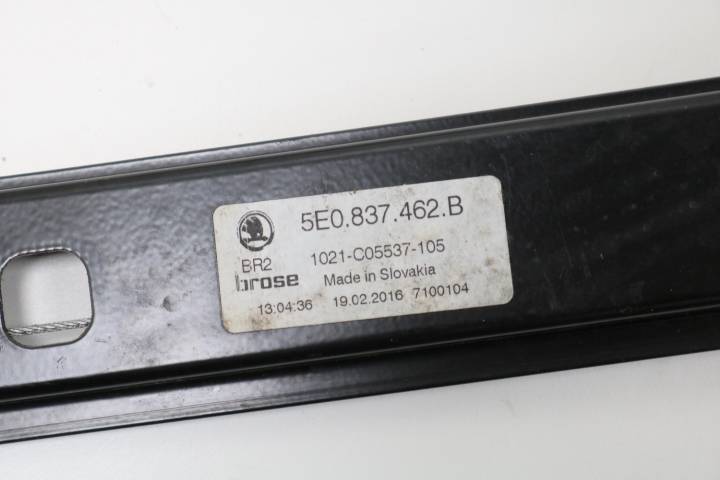 5E0.837.462.B
BR2 1021-C05537-105
brose Made in Slovakia
13:04:36 19.02.2016 7100104